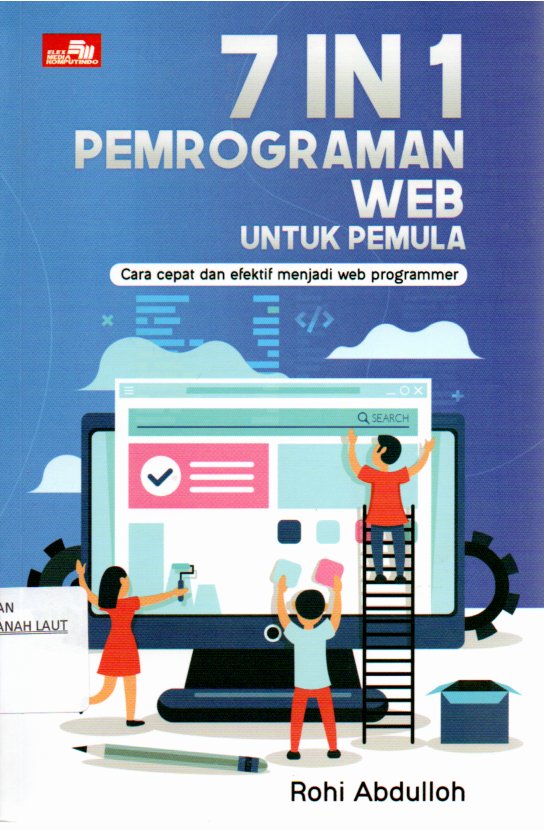 ELEX
MEDIA
KOMPUTINDO
7 IN 1
PEMROGRAMAN
WEB
UNTUK PEMULA
Cara cepat dan efektif menjadi web programmer
</>
SEARCH
AN
ANAH LAUT
Rohi Abdulloh